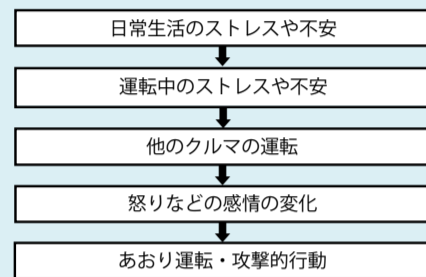 日常生活のストレスや不安
運転中のストレスや不安
他のクルマの運転
怒りなどの感情の変化
あおり運転・攻撃的行動